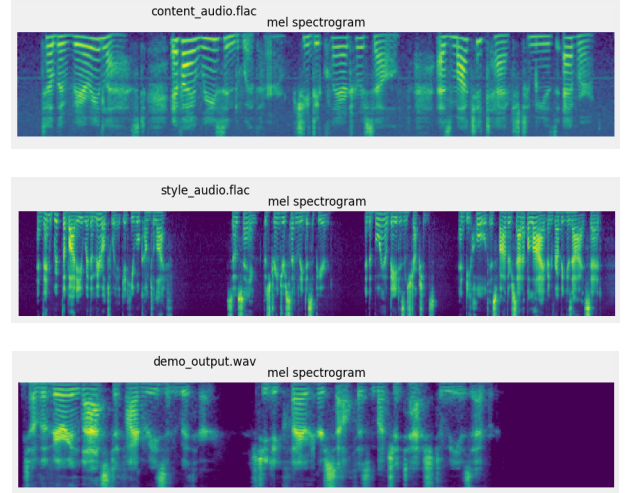 content_audio.flac
mel spectrogram
style_audio.flac
mel spectrogram
demo_output.wav
mel spectrogram